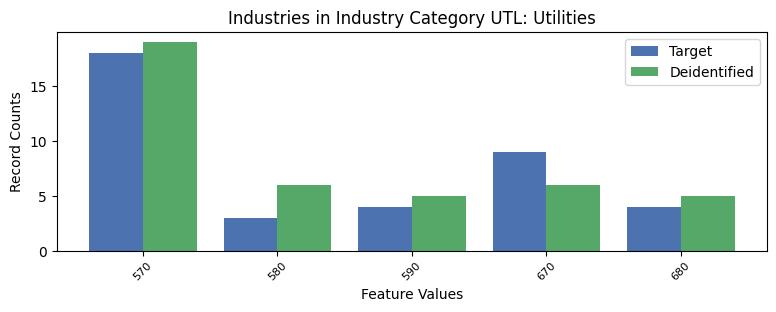 Industries in Industry Category UTL: Utilities
Target
Deidentified
Record Counts
15
10
5
0
570
580
590
670
680
Feature Values